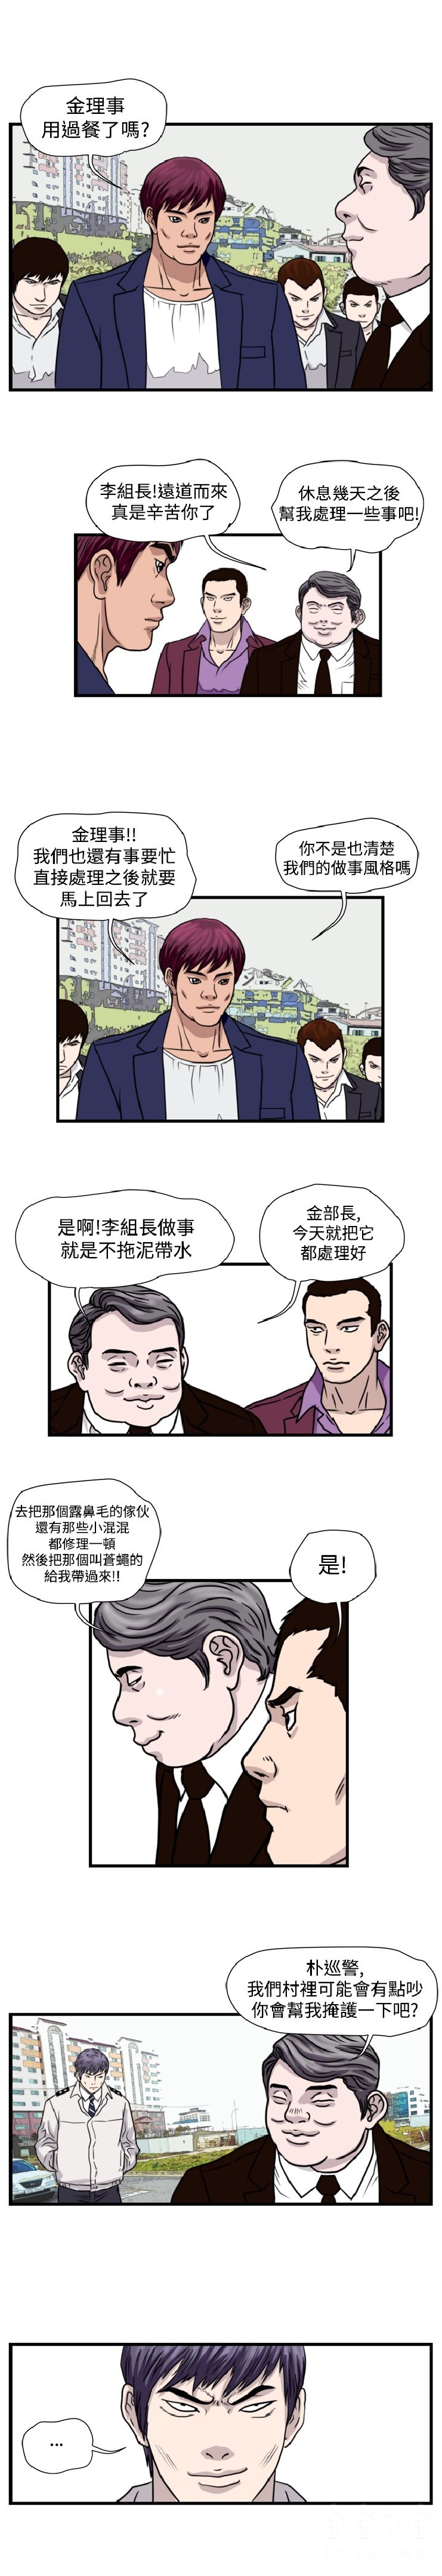 金理事
用過餐了嗎?
李組長!遠道而來
真是辛苦你了
休息幾天之後
幫我處理一些事吧!
金理事!!
我們也還有事要忙
直接處理之後就要
馬上回去了
你不是也清楚
我們的做事風格嗎
是啊!李組長做事
就是不拖泥帶水
金部長,
今天就把它
都處理好
去把那個露鼻毛的傢伙
還有那些小混混
都修理一頓
然後把那個叫蒼蠅的
給我帶過來!!
是!
朴巡警,
我們村裡可能會有點吵
你會幫我掩護一下吧?
...